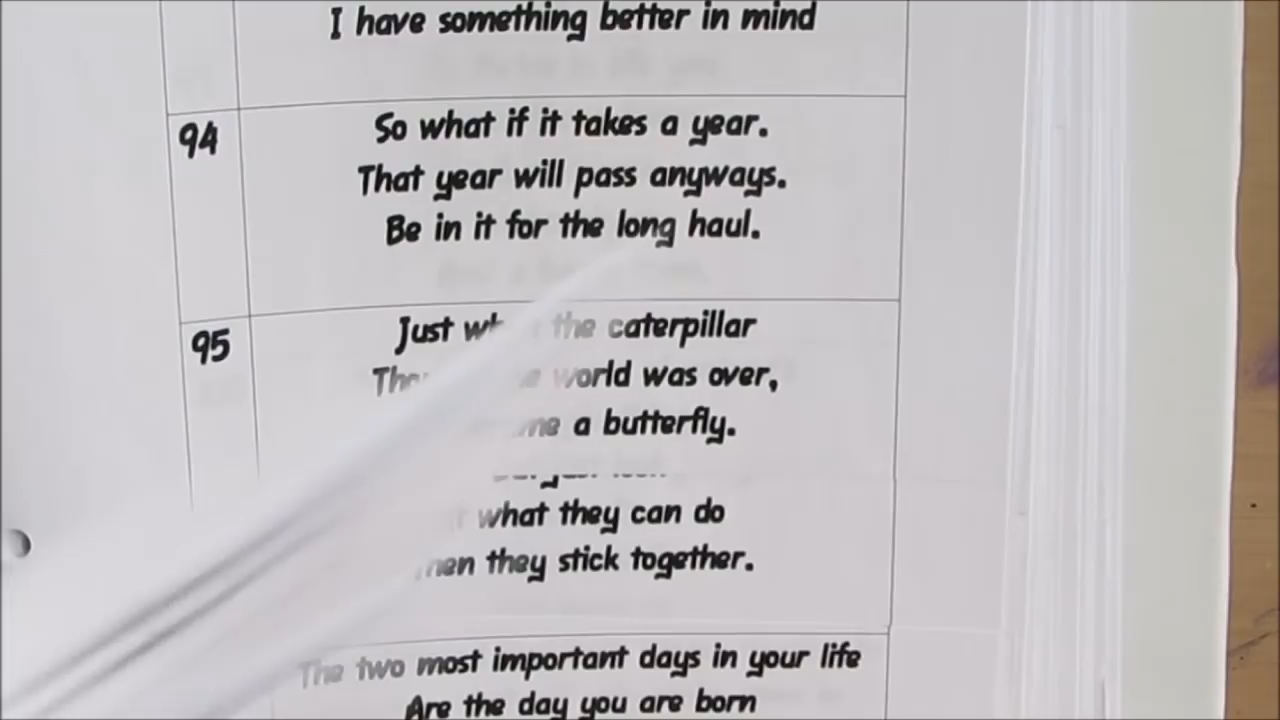 I have something better in mind
94
So what if it takes a year.
That year will pass anyways.
Be in it for the long haul.
95
Just the caterpillar
world was over,
a butterfly.
what they can do
they stick together.
The two most important days in your life
Are the day you are born